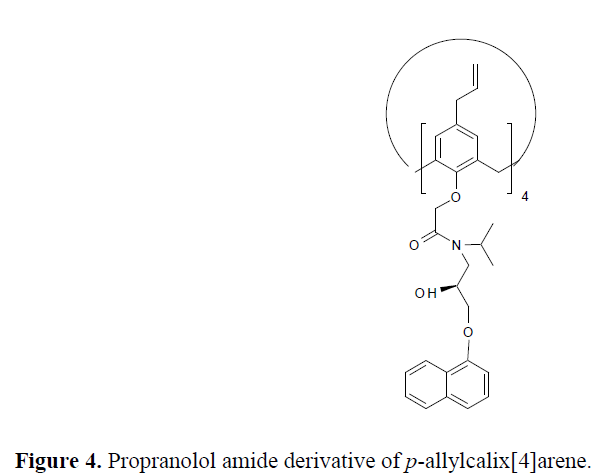 4
O
O
N
OH
O
Figure 4. Propranolol amide derivative of p-allylcalix[4]arene.